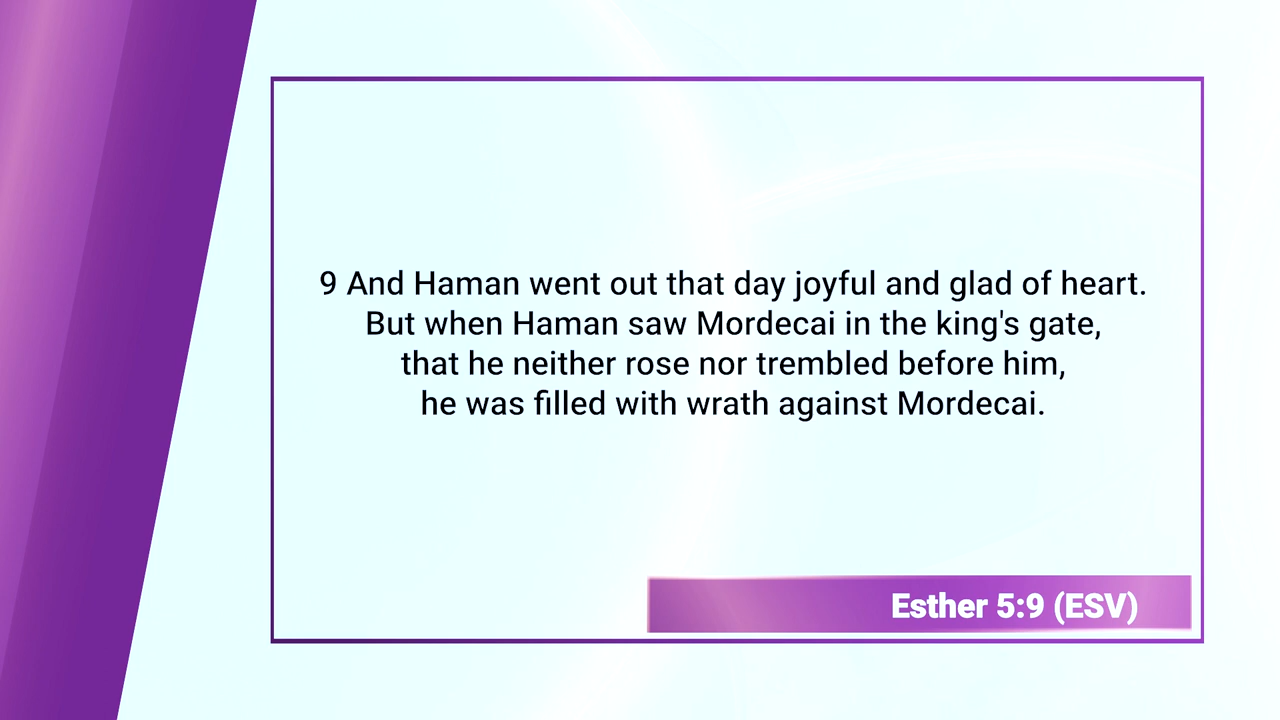 9 And Haman went out that day joyful and glad of heart.
But when Haman saw Mordecai in the king's gate,
that he neither rose nor trembled before him,
he was filled with wrath against Mordecai.
Esther 5:9 (ESV)